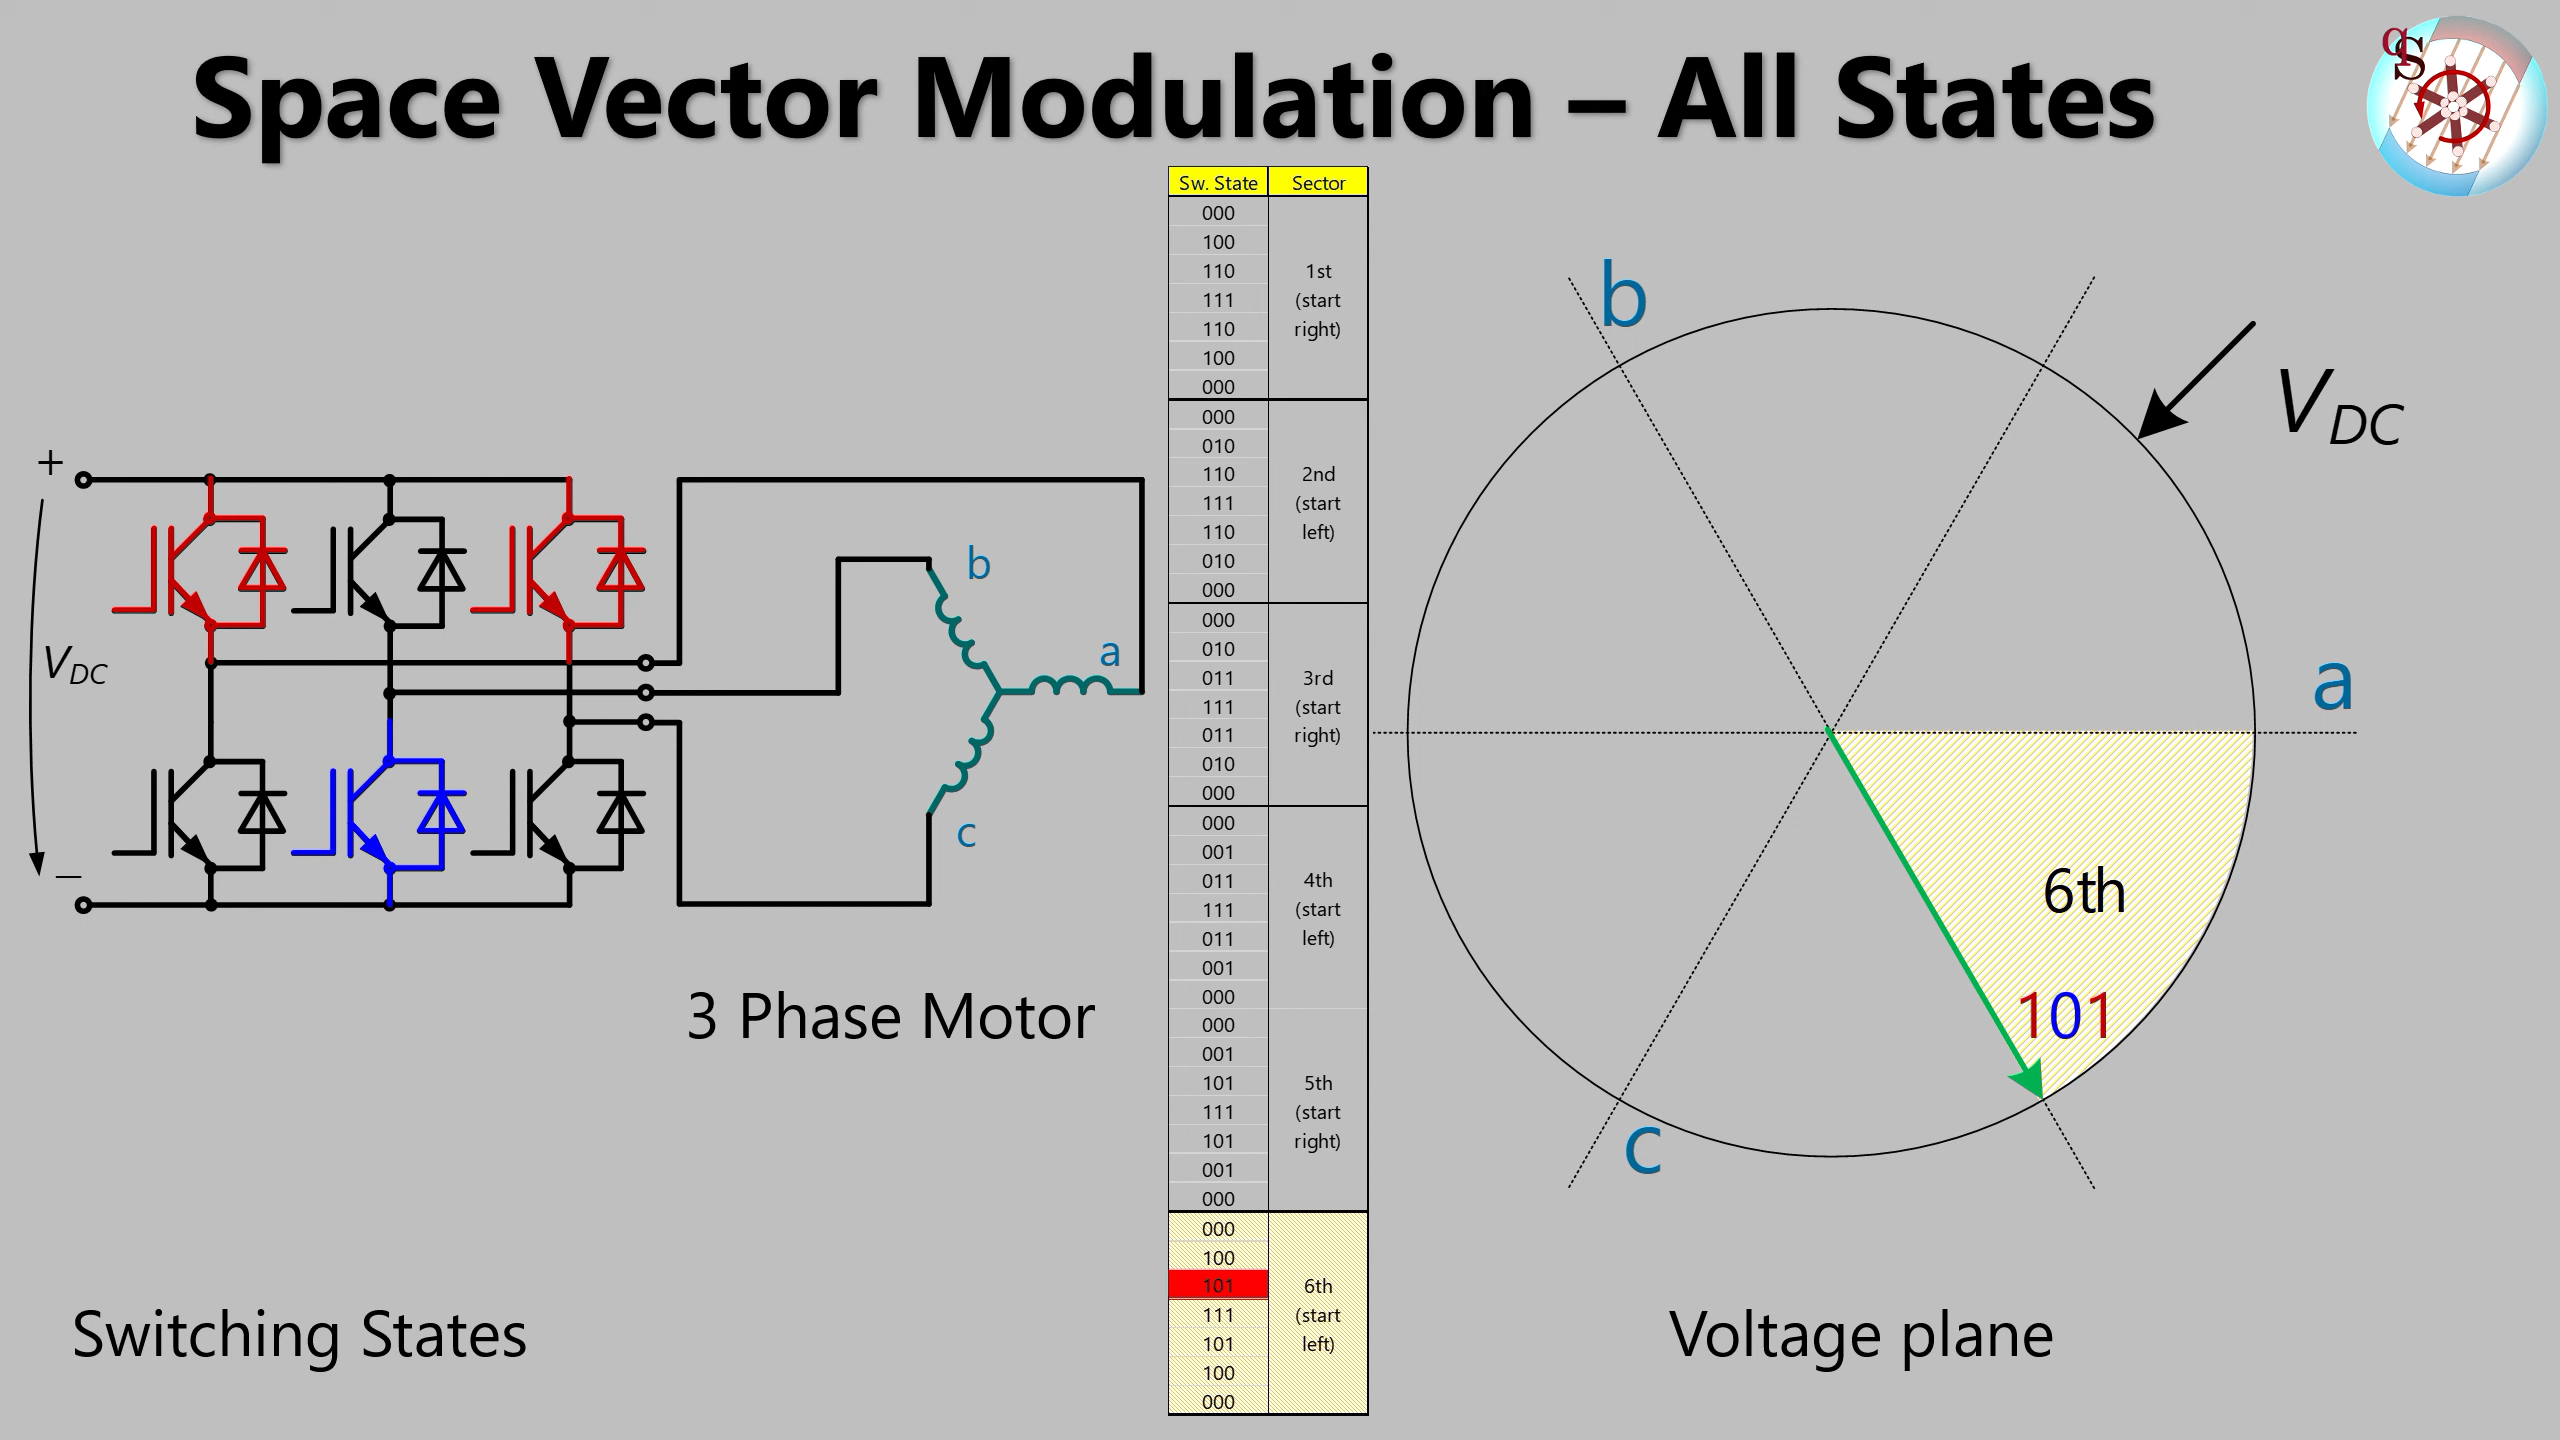 Space Vector Modulation – All States
qS
Sw. State Sector
000
100
110 1st
111 (start
110 right)
100
000
000
010
110 2nd
111 (start
110 left)
010
000
000
010
011 3rd
111 (start
011 right)
010
000
000
001
011 4th
111 (start
011 left)
001
000
000
001
101 5th
111 (start
101 right)
001
000
000
100
101 6th
111 (start
101 left)
100
000
+
VDC
–
b
a
c
3 Phase Motor
Switching States
b
VDC
a
6th
101
c
Voltage plane